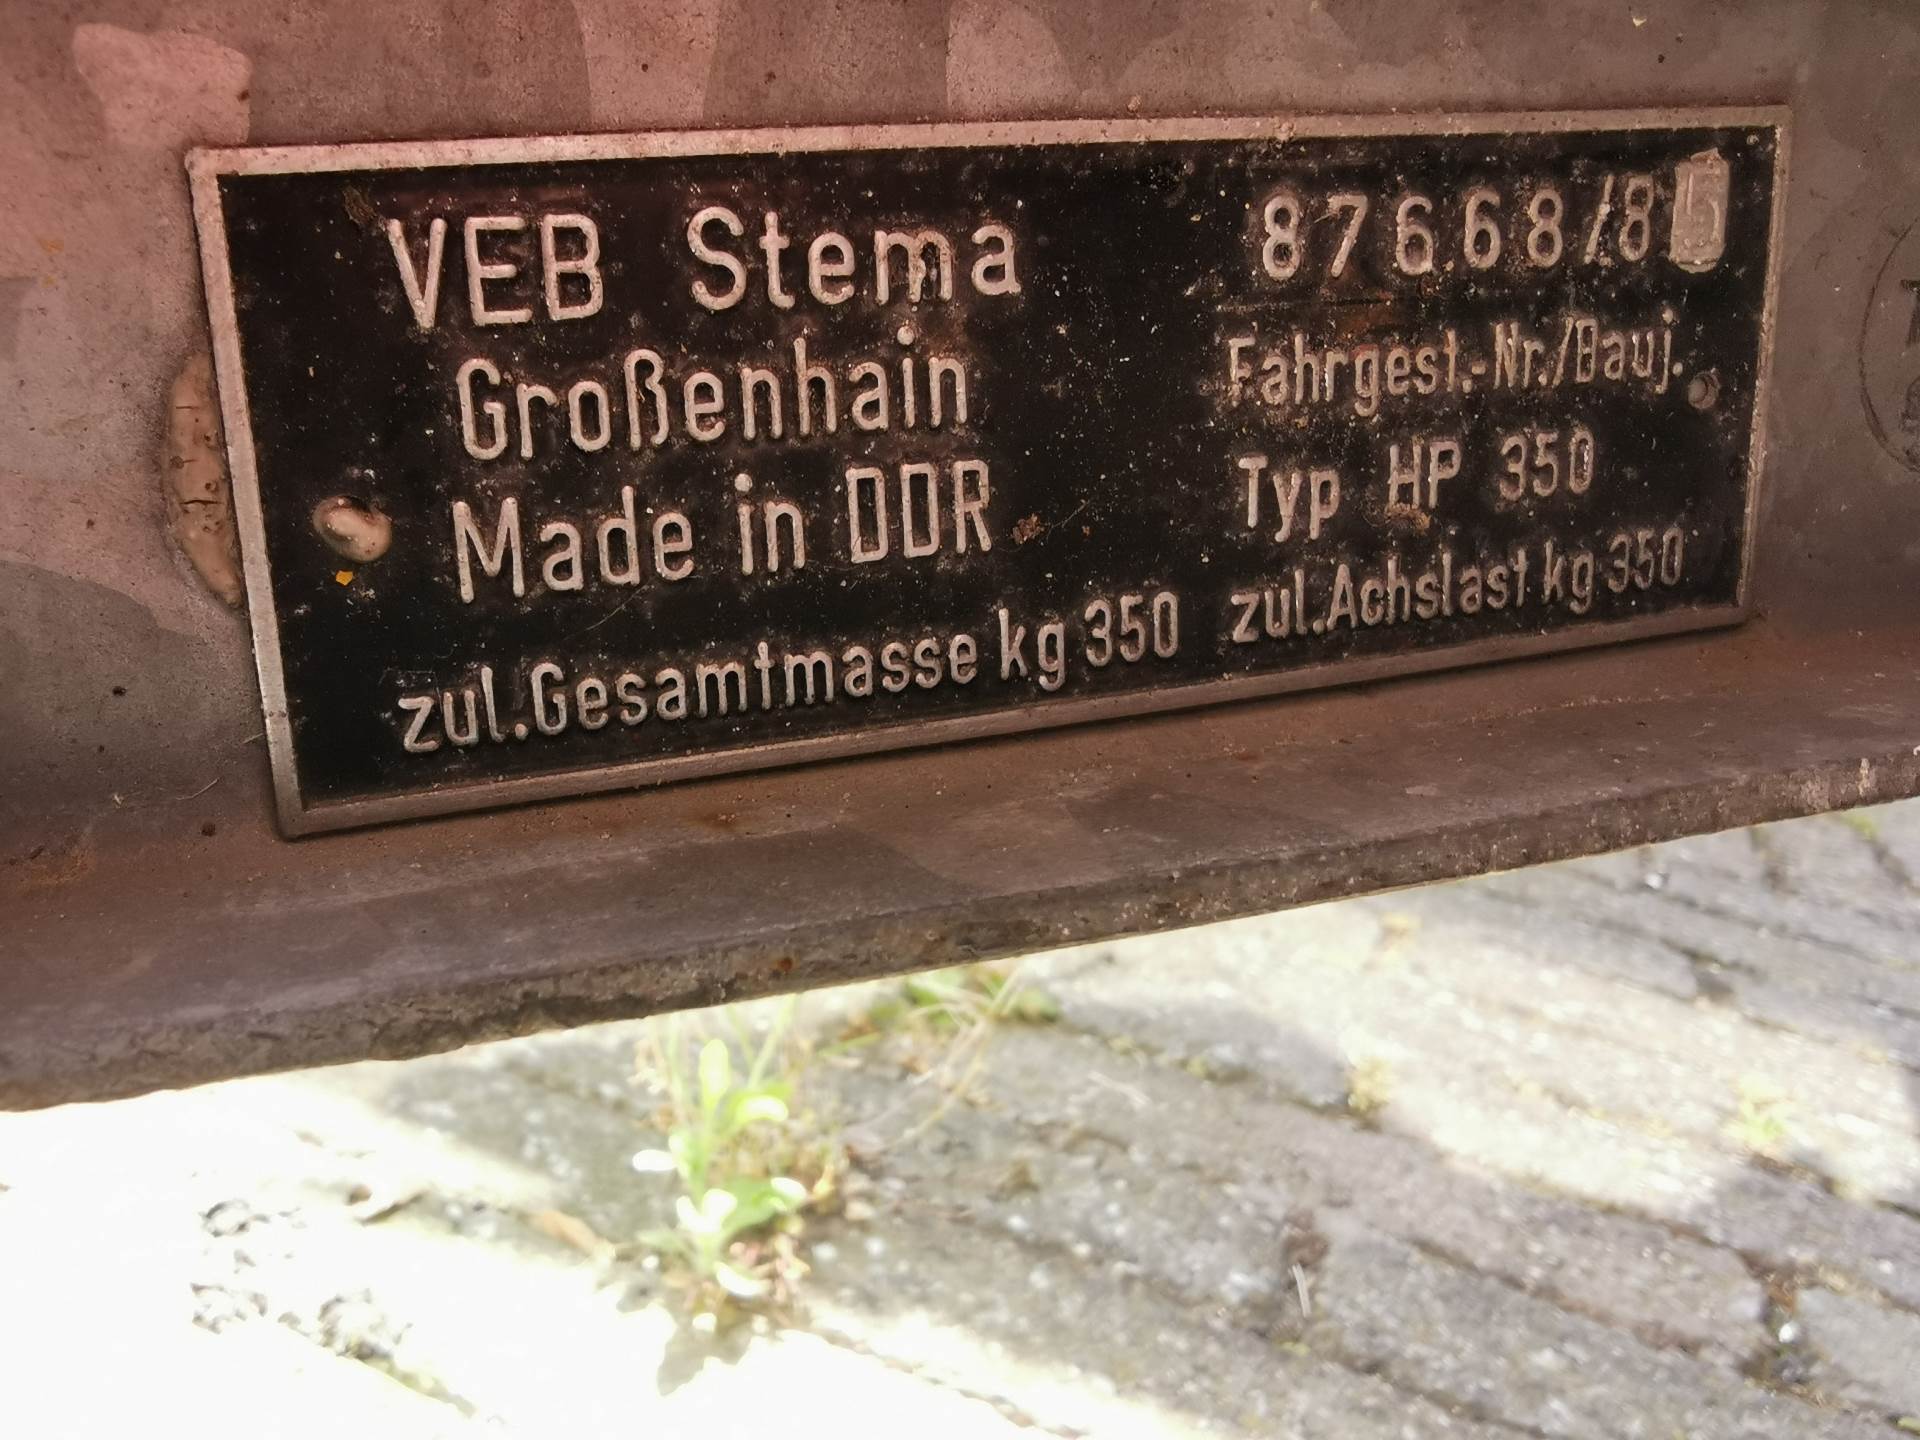 VEB Stema
Großenhain
Made in DDR
zul.Gesamtmasse kg 350
87668/85
Fahrgest.-Nr./Bauj.
Typ HP 350
zul.Achslast kg 350